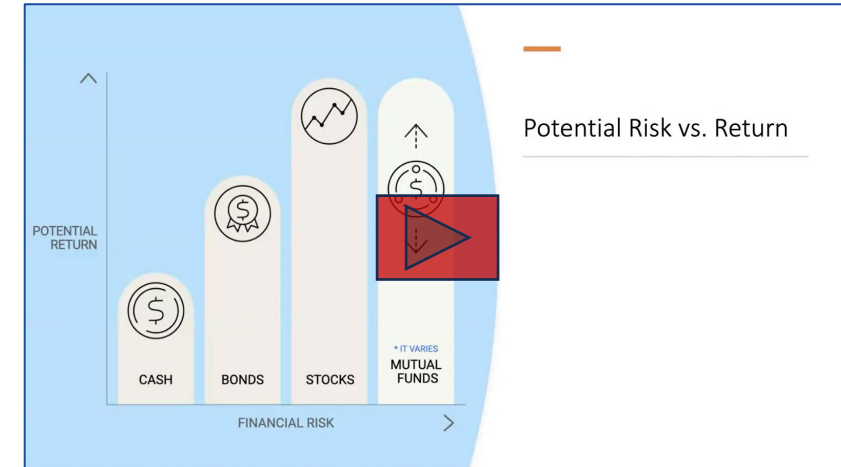 Potential Risk vs. Return
POTENTIAL
RETURN
$
$
$
* IT VARIES
CASH
BONDS
STOCKS
MUTUAL
FUNDS
FINANCIAL RISK